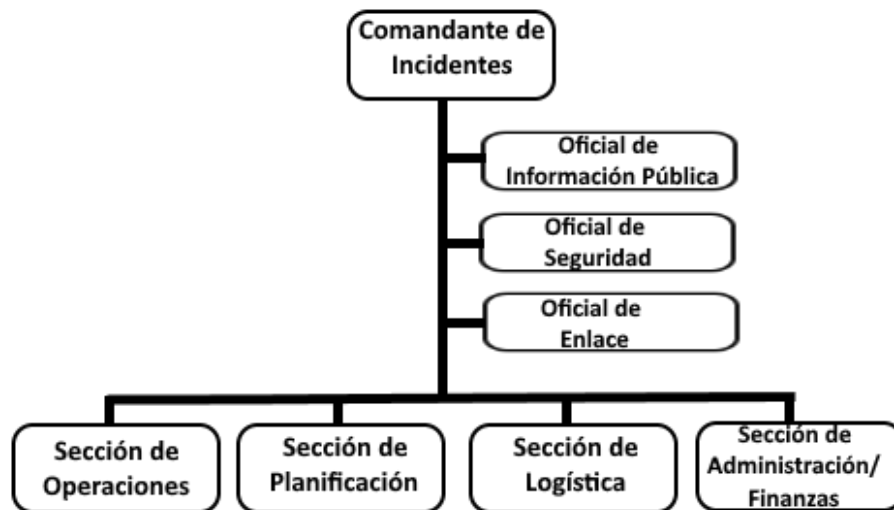 Comandante de
Incidentes
Oficial de
Información Pública
Oficial de
Seguridad
Oficial de
Enlace
Sección de
Operaciones
Sección de
Planificación
Sección de
Logística
Sección de
Administración/
Finanzas